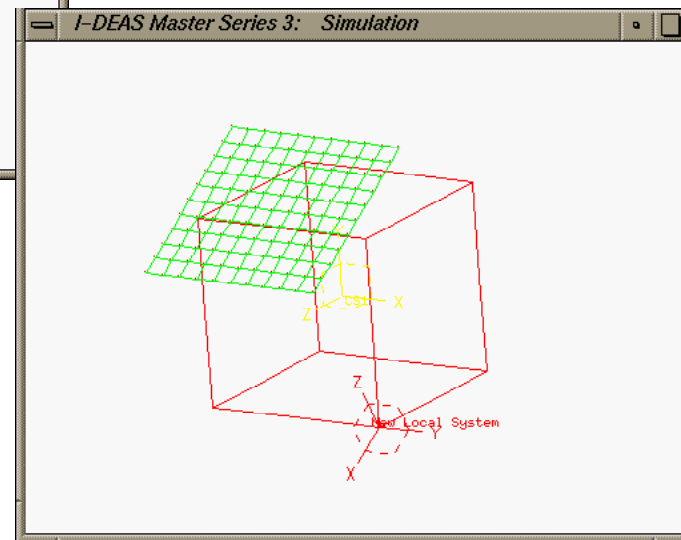 I-DEAS Master Series 3: Simulation
Z
CS1
X
Z
New Local System
Y
X